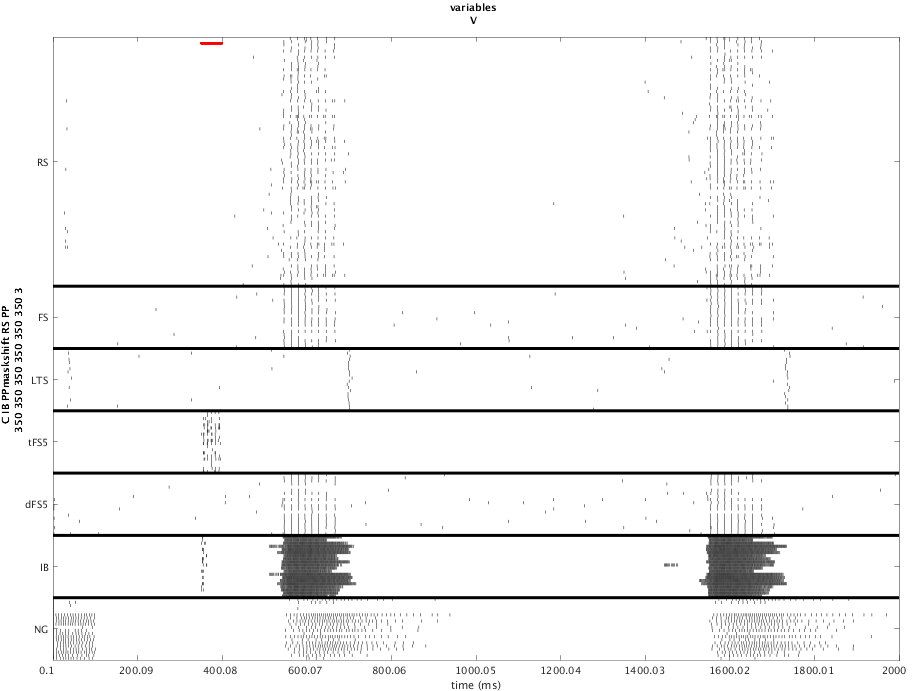 variables
V
RS
FS
LTS
tFS5
dFS5
IB
NG
C IB PPmaskshift RS PP
350 350 350 350 350 350 3
0.1 200.09 400.08 600.07 800.06 1000.05 1200.04 1400.03 1600.02 1800.01 2000
time (ms)